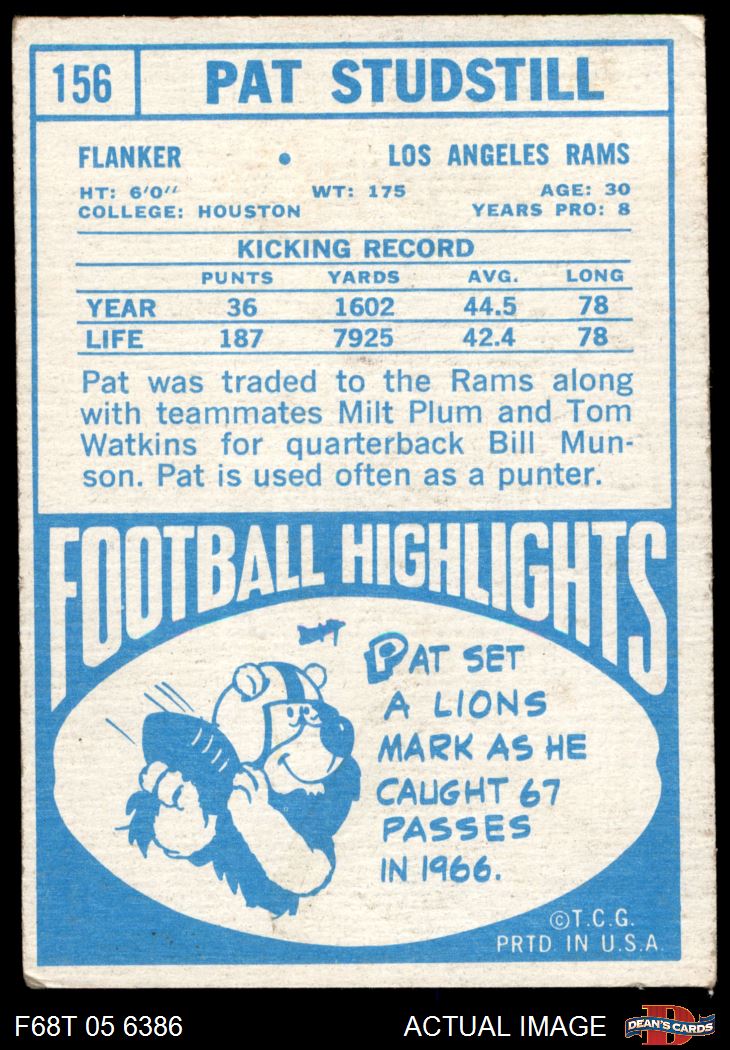 156 PAT STUDSTILL
FLANKER • LOS ANGELES RAMS
HT: 6'0" WT: 175 AGE: 30
COLLEGE: HOUSTON YEARS PRO: 8
KICKING RECORD
PUNTS YARDS AVG. LONG
YEAR 36 1602 44.5 78
LIFE 187 7925 42.4 78
Pat was traded to the Rams along
with teammates Milt Plum and Tom
Watkins for quarterback Bill Mun-
son. Pat is used often as a punter.
FOOTBALL HIGHLIGHTS
PAT SET
A LIONS
MARK AS HE
CAUGHT 67
PASSES
IN 1966.
©T.C.G.
PRTD. IN U.S.A.
F68T 05 6386 ACTUAL IMAGE D DEAN'S CARDS